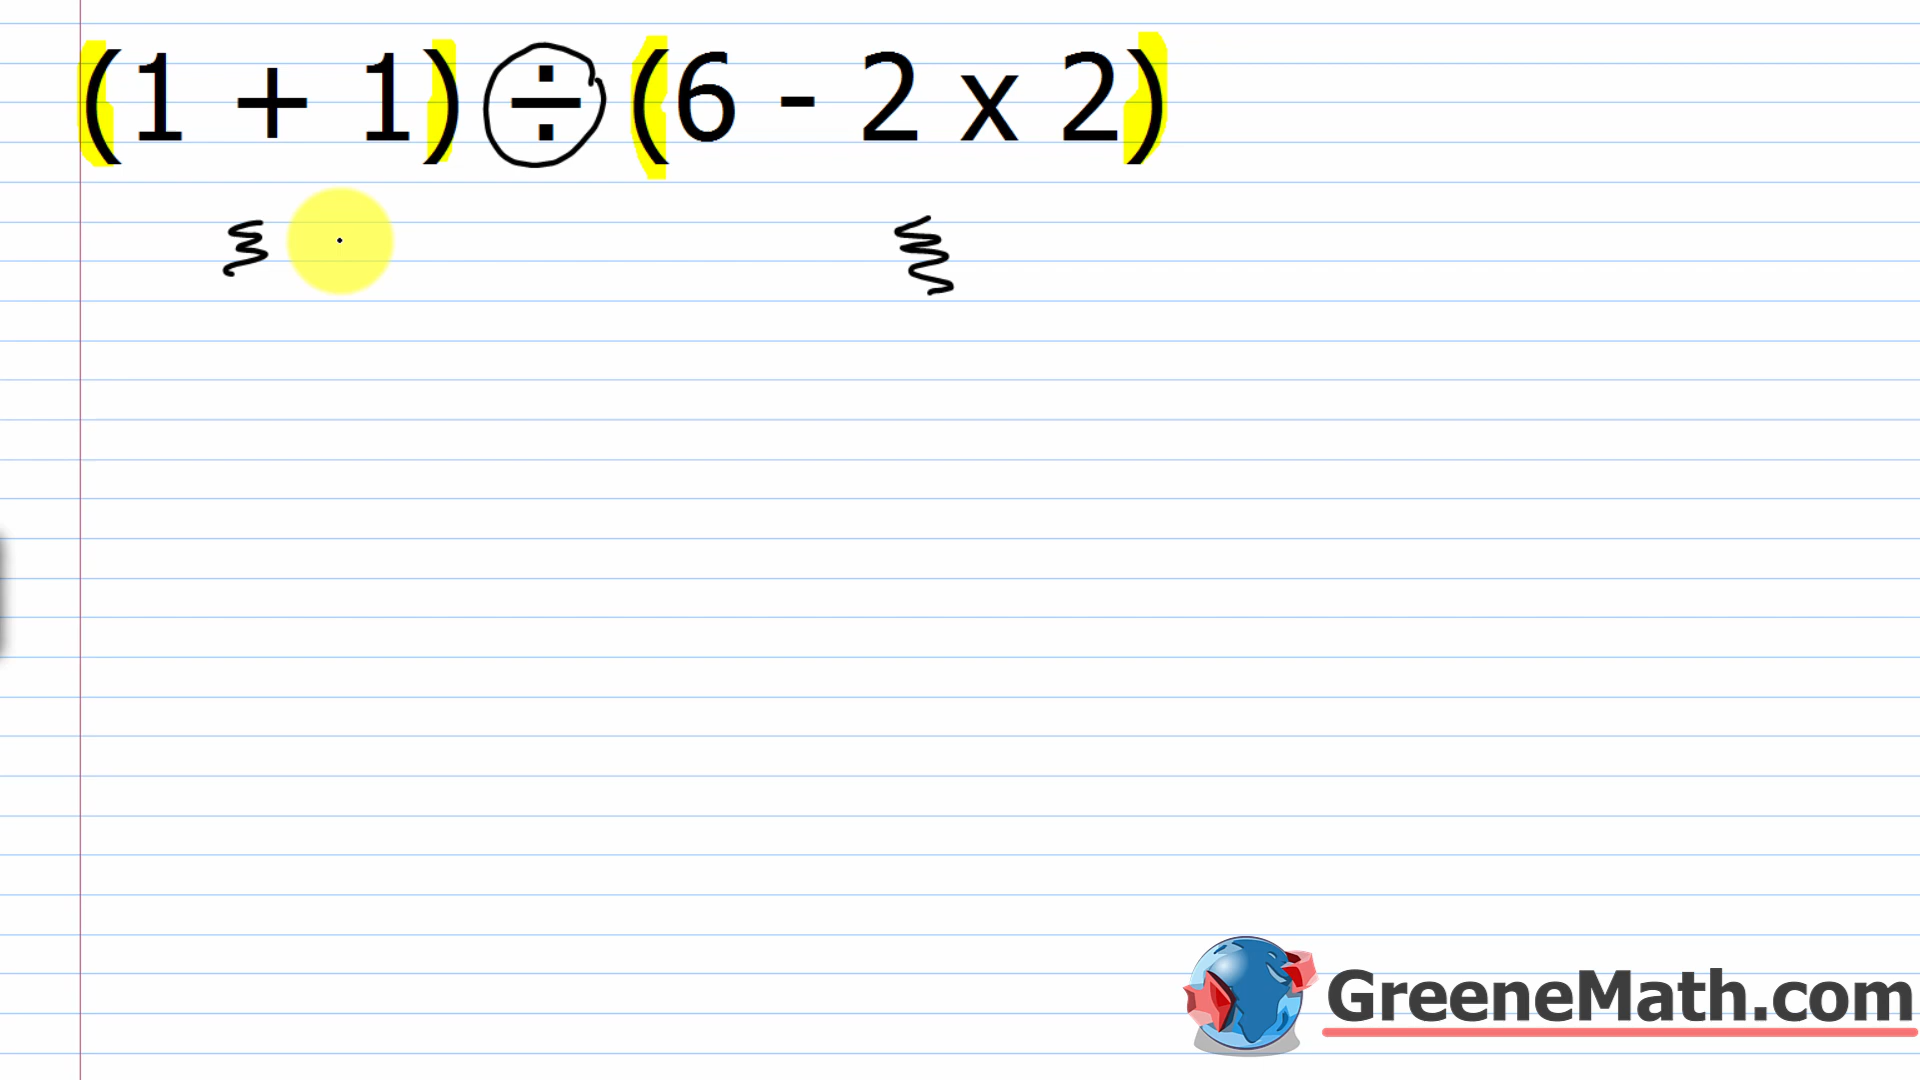 (1 + 1) ÷ (6 - 2 x 2)
GreeneMath.com